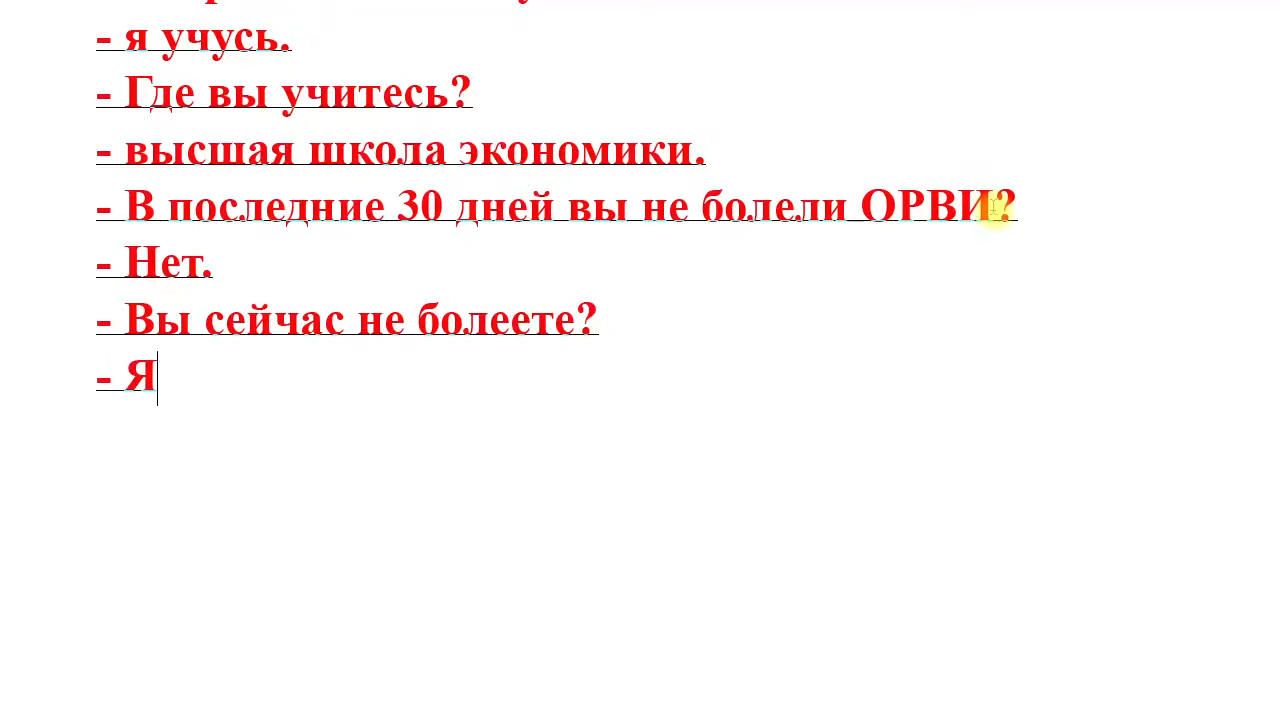 - я учусь.
- Где вы учитесь?
- высшая школа экономики.
- В последние 30 дней вы не болели ОРВИ?
- Нет.
- Вы сейчас не болеете?
- Я